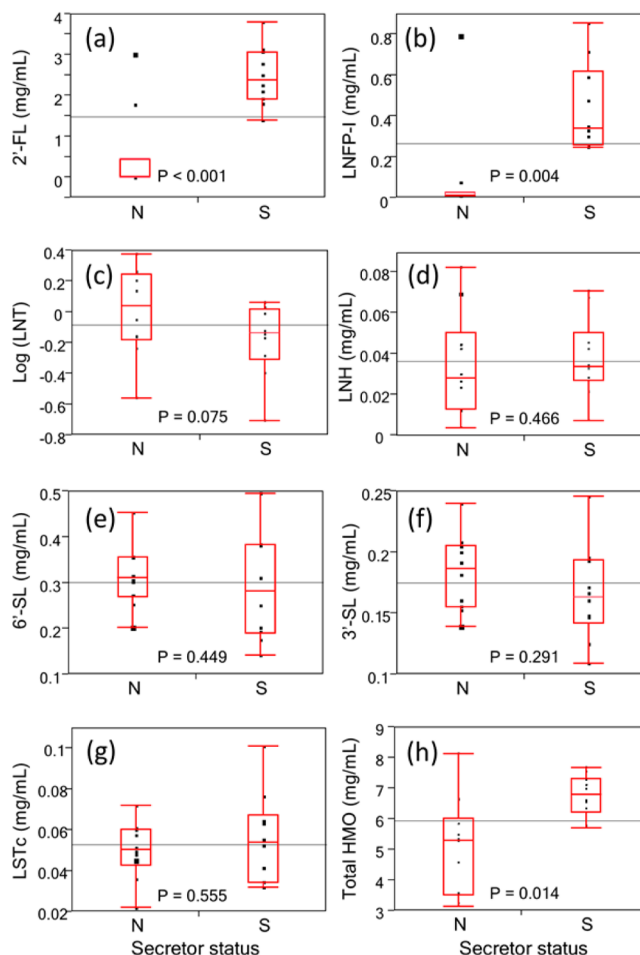 (a)
2'-FL (mg/mL)
4
3
2
1
0
P < 0.001
N S
(b)
LNFP-I (mg/mL)
0.8
0.6
0.4
0.2
0
P = 0.004
N S
(c)
Log (LNT)
0.4
0.2
0
-0.2
-0.4
-0.6
-0.8
P = 0.075
N S
(d)
LNH (mg/mL)
0.08
0.06
0.04
0.02
0
P = 0.466
N S
(e)
6'-SL (mg/mL)
0.5
0.4
0.3
0.2
0.1
P = 0.449
N S
(f)
3'-SL (mg/mL)
0.25
0.2
0.15
0.1
P = 0.291
N S
(g)
LSTc (mg/mL)
0.1
0.08
0.06
0.04
0.02
P = 0.555
N S
Secretor status
(h)
Total HMO (mg/mL)
9
8
7
6
5
4
3
P = 0.014
N S
Secretor status